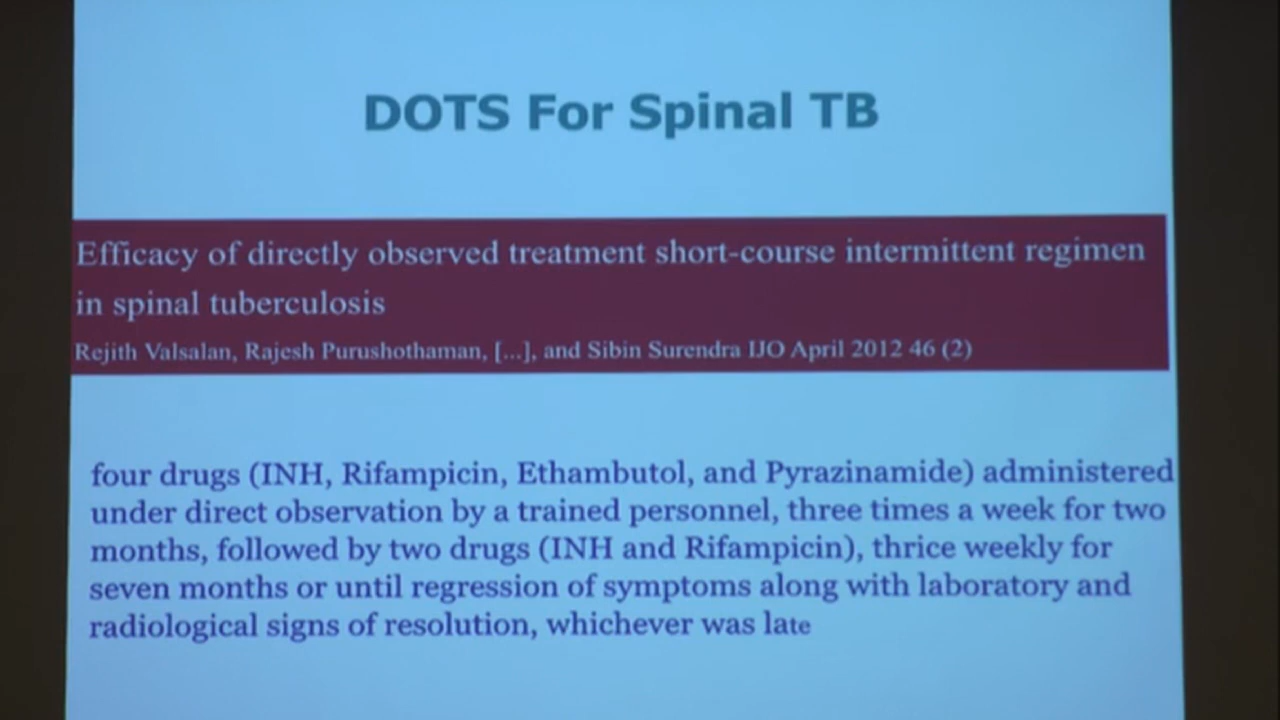 DOTS For Spinal TB
Efficacy of directly observed treatment short-course intermittent regimen
in spinal tuberculosis
Rejith Valsalan, Rajesh Purushothaman, [...], and Sibin Surendra IJO April 2012 46 (2)
four drugs (INH, Rifampicin, Ethambutol, and Pyrazinamide) administered
under direct observation by a trained personnel, three times a week for two
months, followed by two drugs (INH and Rifampicin), thrice weekly for
seven months or until regression of symptoms along with laboratory and
radiological signs of resolution, whichever was late